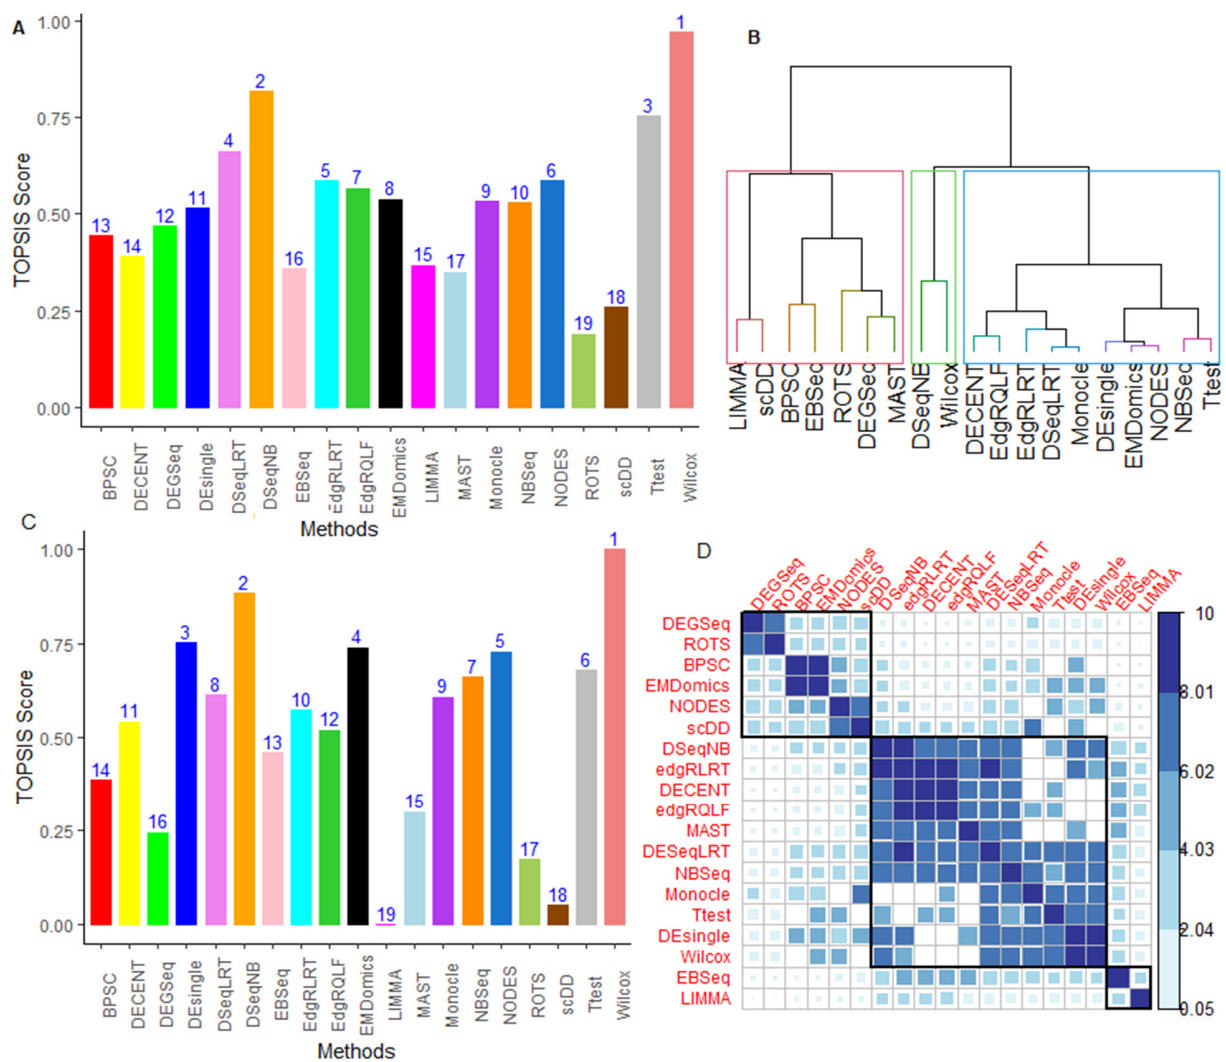 A
TOPSIS Score
1.00
0.75
0.50
0.25
0.00
13
14
12
11
4
2
16
5
7
8
15
17
9
10
6
19
18
3
1
BPSC
DECENT
DEGSeq
DEsingle
DSeqLRT
DSeqNB
EBSeq
EdgRLRT
EdgRQLF
EMDomics
LIMMA
MAST
Monocle
NBSeq
NODES
ROTS
scDD
Ttest
Wilcox
Methods
B
LIMMA
scDD
BPSC
EBSec
ROTS
DEGSec
MAST
DSeqNB
Wilcox
DECENT
EdgRQLF
EdgRLRT
DSeqLRT
Monocle
DEsingle
EMDomics
NODES
NBSec
Ttest
C
TOPSIS Score
1.00
0.75
0.50
0.25
0.00
14
11
16
3
8
2
13
10
12
4
19
15
9
7
5
17
18
6
1
BPSC
DECENT
DEGSeq
DEsingle
DSeqLRT
DSeqNB
EBSeq
EdgRLRT
EdgRQLF
EMDomics
LIMMA
MAST
Monocle
NBSeq
NODES
ROTS
scDD
Ttest
Wilcox
Methods
D
DEGSeq
ROTS
BPSC
EMDomics
NODES
scDD
DSeqNB
edgRLRT
DECENT
edgRQLF
MAST
DESeqLRT
NBSeq
Monocle
Ttest
DEsingle
Wilcox
EBSeq
LIMMA
DEGSeq
ROTS
BPSC
EMDomics
NODES
scDD
DSeqNB
edgRLRT
DECENT
edgRQLF
MAST
DESeqLRT
NBSeq
Monocle
Ttest
DEsingle
Wilcox
EBSeq
LIMMA
10
8.01
6.02
4.03
2.04
0.05